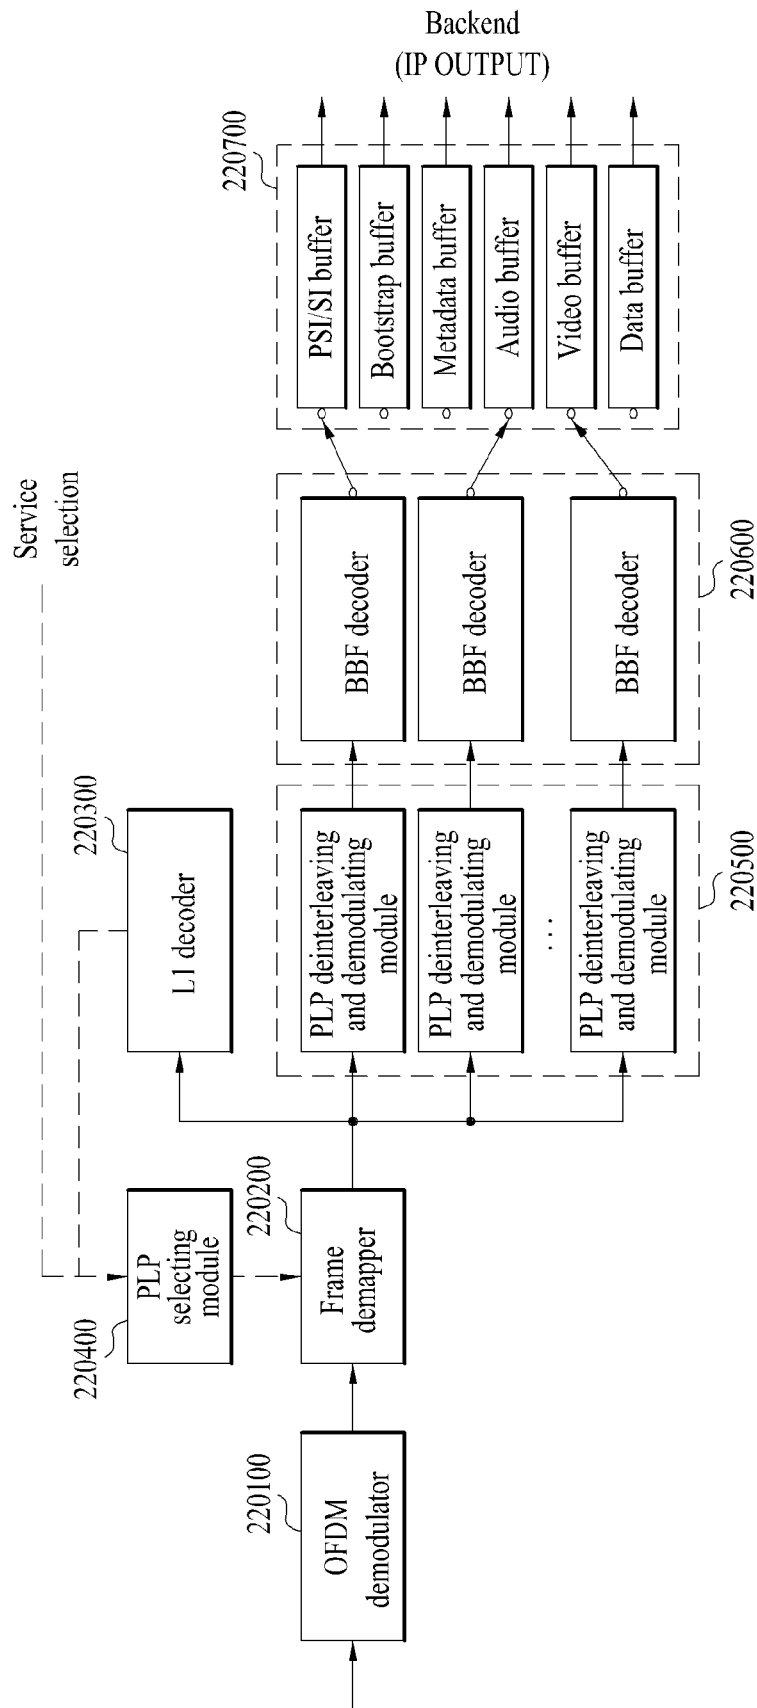 Service
selection
220400
PLP
selecting
module
220300
L1 decoder
220100
OFDM
demodulator
220200
Frame
demapper
PLP deinterleaving
and demodulating
module
PLP deinterleaving
and demodulating
module
...
PLP deinterleaving
and demodulating
module
220500
BBF decoder
BBF decoder
BBF decoder
220600
220700
PSI/SI buffer
Bootstrap buffer
Metadata buffer
Audio buffer
Video buffer
Data buffer
Backend
(IP OUTPUT)